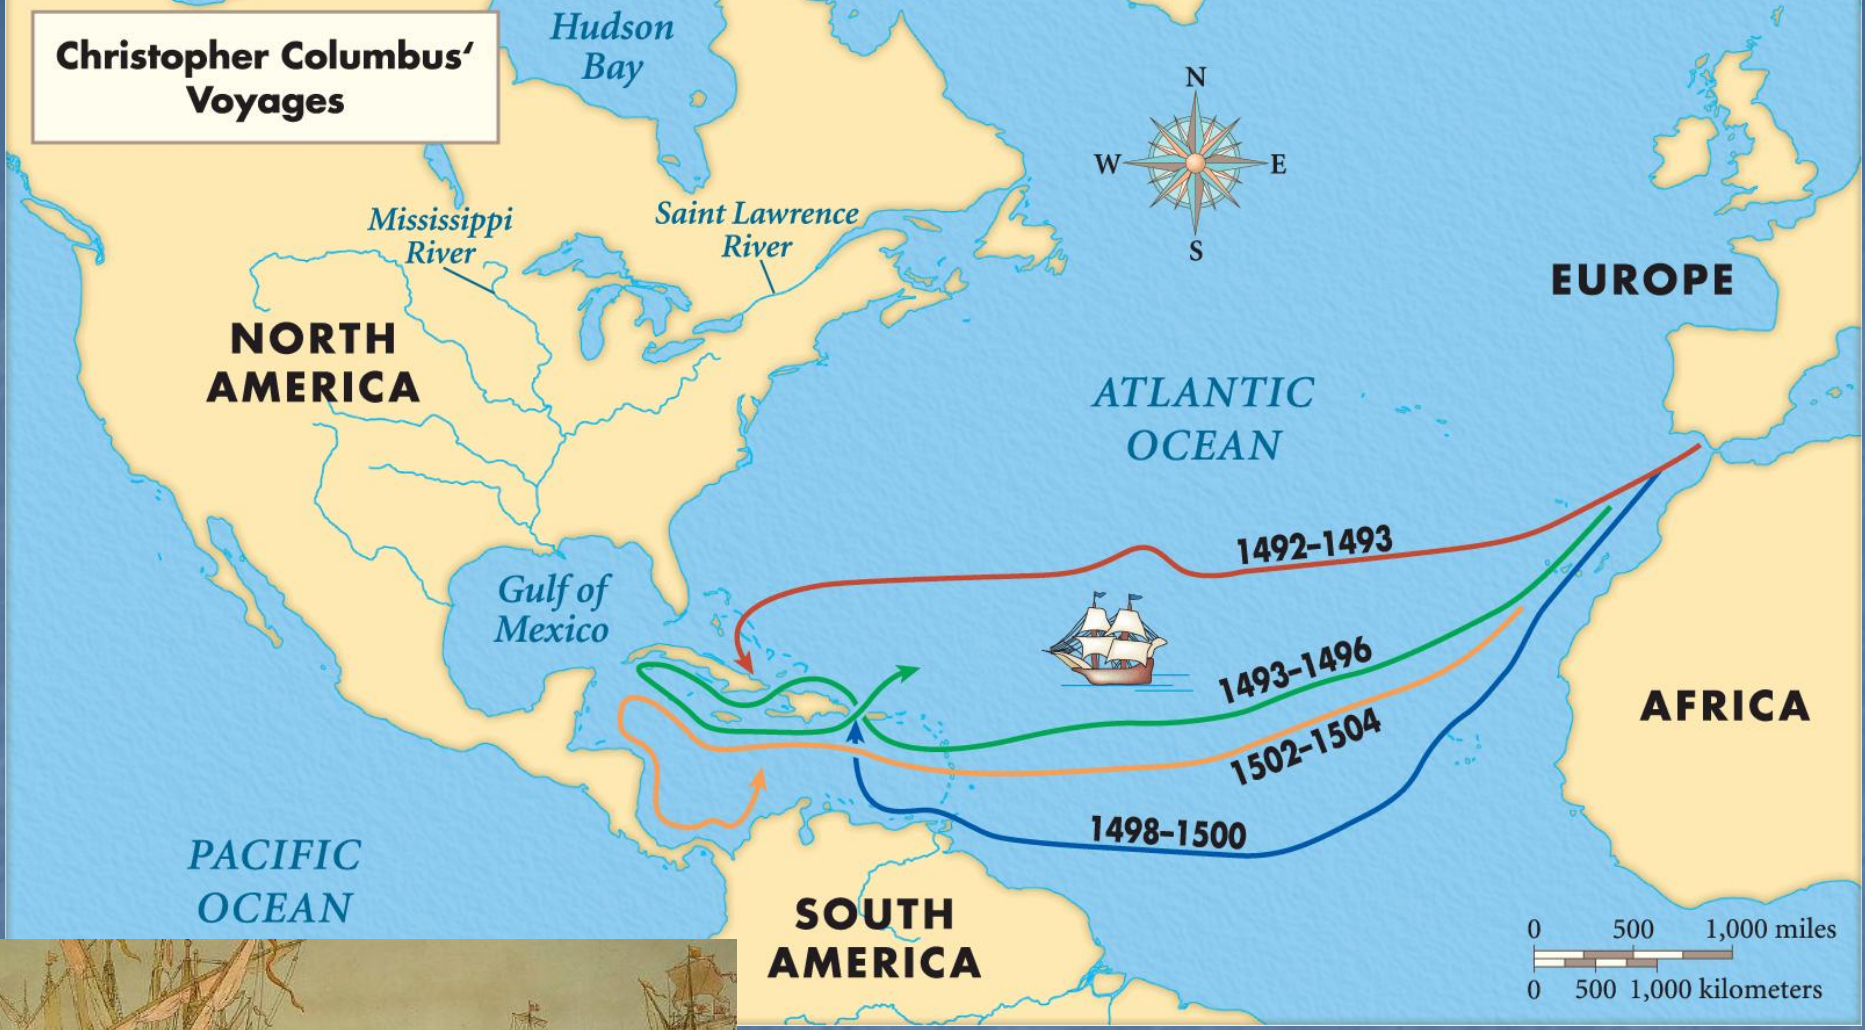 Christopher Columbus‘
Voyages
Hudson
Bay
N
W
E
S
Mississippi
River
Saint Lawrence
River
EUROPE
NORTH
AMERICA
ATLANTIC
OCEAN
1492–1493
Gulf of
Mexico
1493–1496
AFRICA
1502–1504
1498–1500
PACIFIC
OCEAN
SOUTH
AMERICA
0 500 1,000 miles
0 500 1,000 kilometers